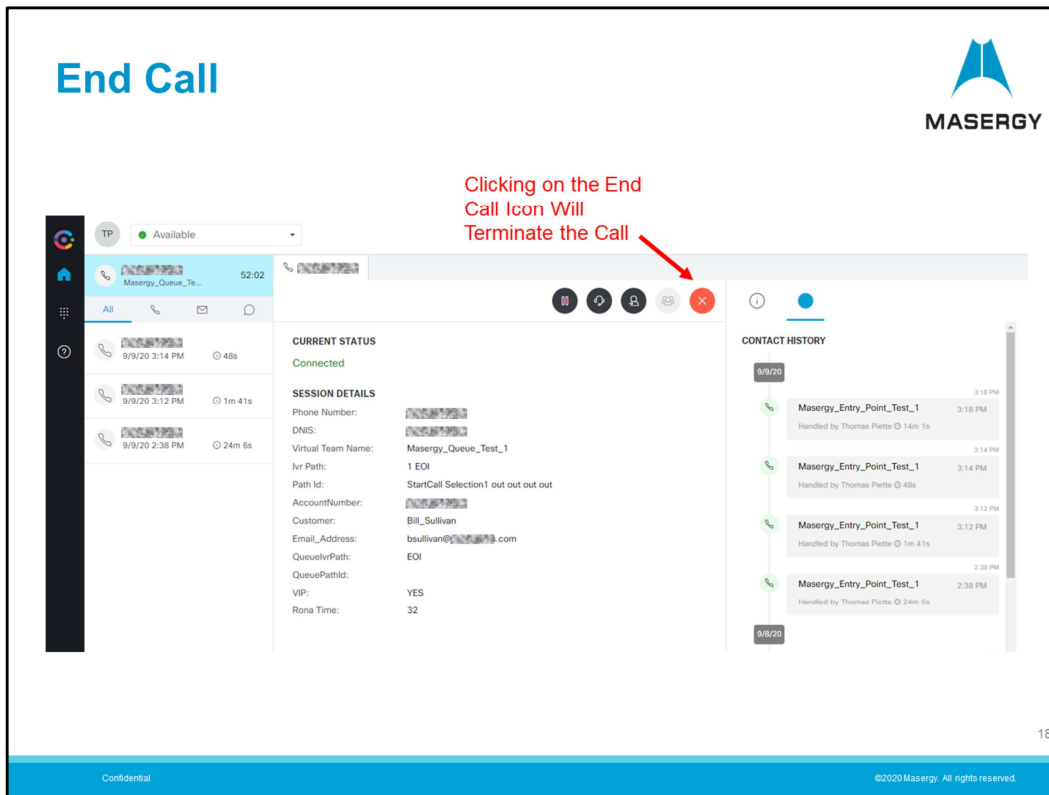 End Call
MASERGY
Clicking on the End
Call Icon Will
Terminate the Call
TP
Available
52:02
Masergy_Queue_Te...
All
9/9/20 3:14 PM 48s
9/9/20 3:12 PM 1m 41s
9/9/20 2:38 PM 24m 6s
CURRENT STATUS
Connected
SESSION DETAILS
Phone Number:
DNIS:
Virtual Team Name: Masergy_Queue_Test_1
Ivr Path: 1 EOI
Path Id: StartCall Selection1 out out out out
AccountNumber:
Customer: Bill_Sullivan
Email_Address: bsullivan@ .com
QueueIvrPath: EOI
QueuePathId:
VIP: YES
Rona Time: 32
CONTACT HISTORY
9/9/20
3:18 PM
Masergy_Entry_Point_Test_1 3:18 PM
Handled by Thomas Piette 14m 1s
3:14 PM
Masergy_Entry_Point_Test_1 3:14 PM
Handled by Thomas Piette 48s
3:12 PM
Masergy_Entry_Point_Test_1 3:12 PM
Handled by Thomas Piette 1m 41s
2:38 PM
Masergy_Entry_Point_Test_1 2:38 PM
Handled by Thomas Piette 24m 6s
9/8/20
18
Confidential
©2020 Masergy. All rights reserved.